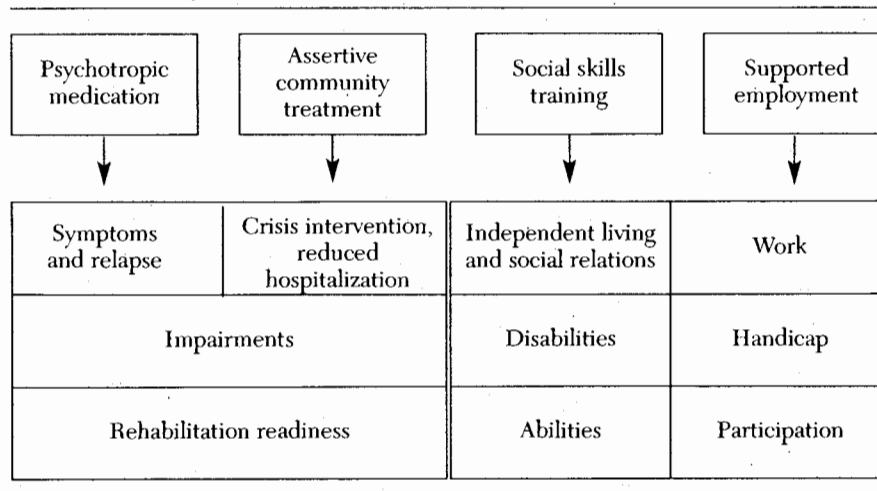 Psychotropic
medication
Assertive
community
treatment
Social skills
training
Supported
employment
Symptoms
and relapse
Crisis intervention,
reduced
hospitalization
Independent living
and social relations
Work
Impairments
Disabilities
Handicap
Rehabilitation readiness
Abilities
Participation